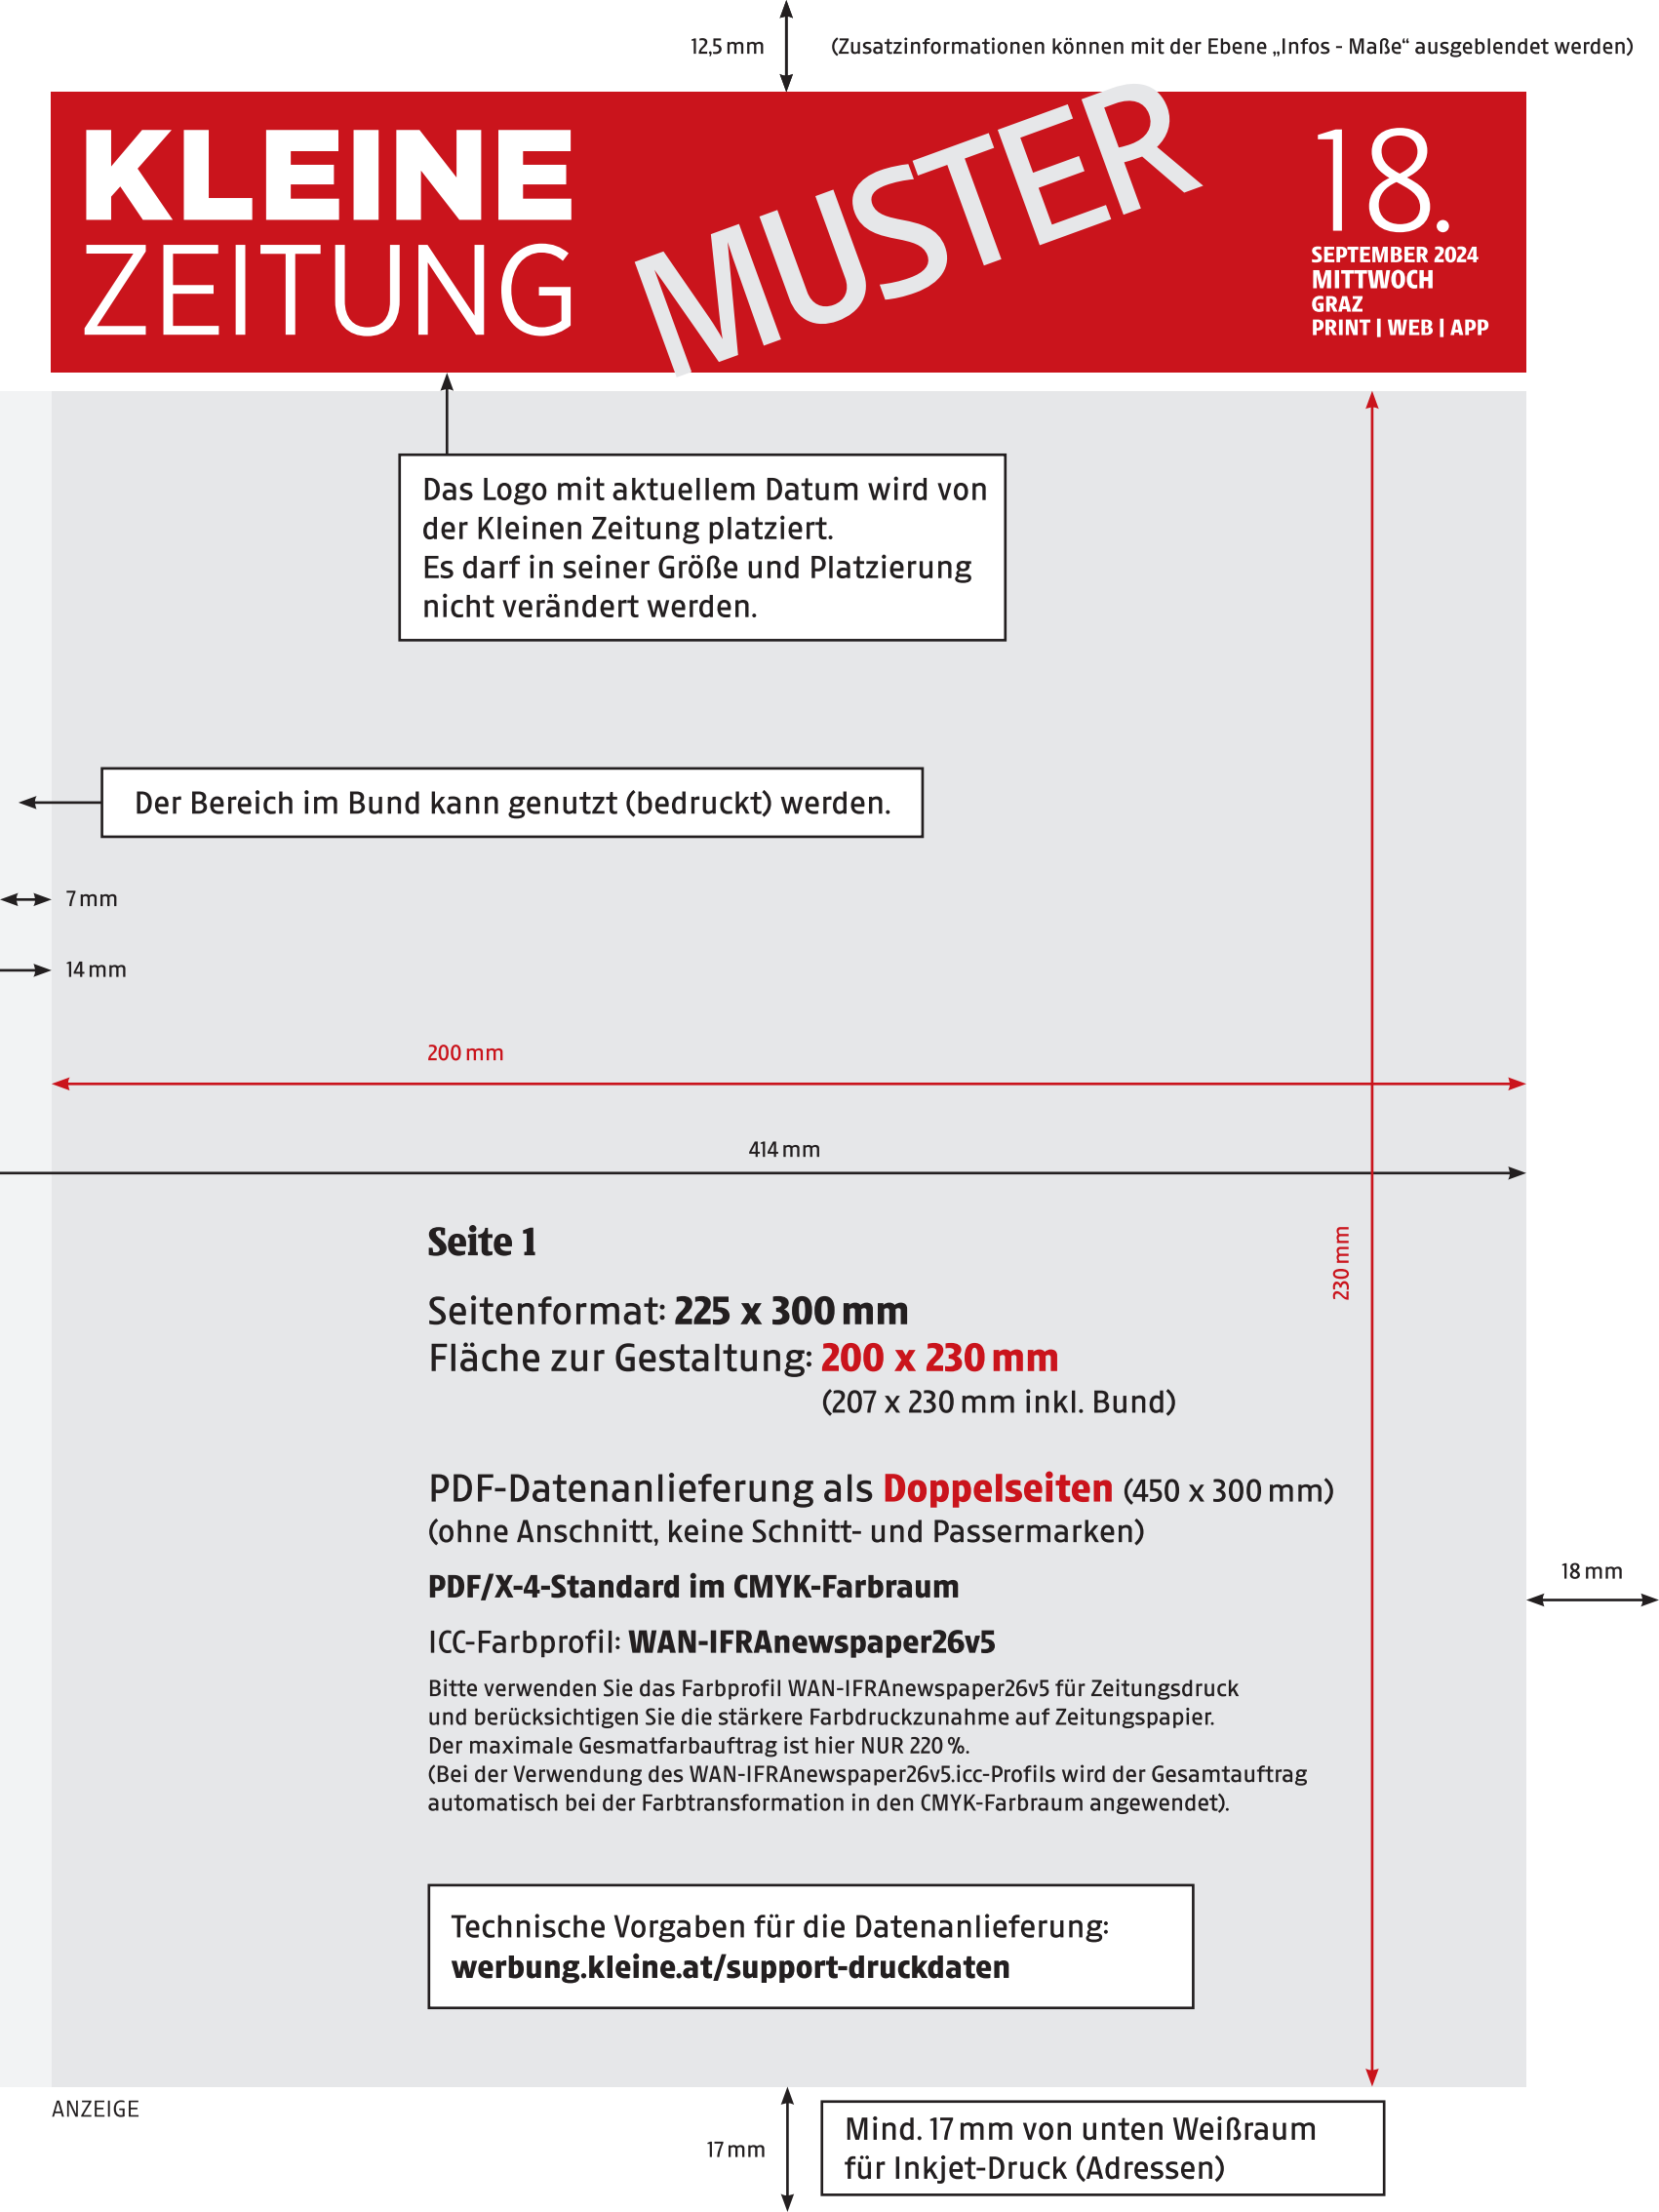 12,5 mm
(Zusatzinformationen können mit der Ebene „Infos - Maße“ ausgeblendet werden)
KLEINE
ZEITUNG
MUSTER
18.
SEPTEMBER 2024
MITTWOCH
GRAZ
PRINT | WEB | APP
Das Logo mit aktuellem Datum wird von
der Kleinen Zeitung platziert.
Es darf in seiner Größe und Platzierung
nicht verändert werden.
Der Bereich im Bund kann genutzt (bedruckt) werden.
7 mm
14 mm
200 mm
414 mm
230 mm
Seite 1
Seitenformat: 225 x 300 mm
Fläche zur Gestaltung: 200 x 230 mm
(207 x 230 mm inkl. Bund)
PDF-Datenanlieferung als Doppelseiten (450 x 300 mm)
(ohne Anschnitt, keine Schnitt- und Passermarken)
PDF/X-4-Standard im CMYK-Farbraum
18 mm
ICC-Farbprofil: WAN-IFRAnewspaper26v5
Bitte verwenden Sie das Farbprofil WAN-IFRAnewspaper26v5 für Zeitungsdruck
und berücksichtigen Sie die stärkere Farbdruckzunahme auf Zeitungspapier.
Der maximale Gesmatfarbauftrag ist hier NUR 220 %.
(Bei der Verwendung des WAN-IFRAnewspaper26v5.icc-Profils wird der Gesamtauftrag
automatisch bei der Farbtransformation in den CMYK-Farbraum angewendet).
Technische Vorgaben für die Datenanlieferung:
werbung.kleine.at/support-druckdaten
ANZEIGE
17 mm
Mind. 17 mm von unten Weißraum
für Inkjet-Druck (Adressen)